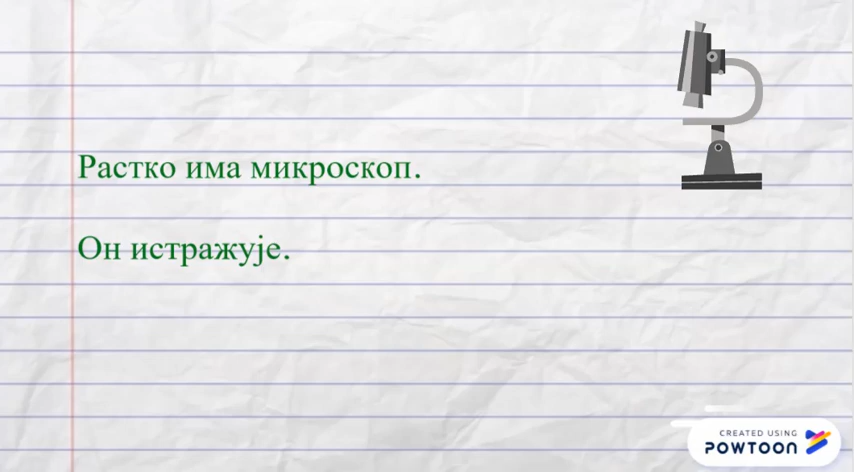 Растко има микроскоп.
Он истражује.
CREATED USING
POWTOON